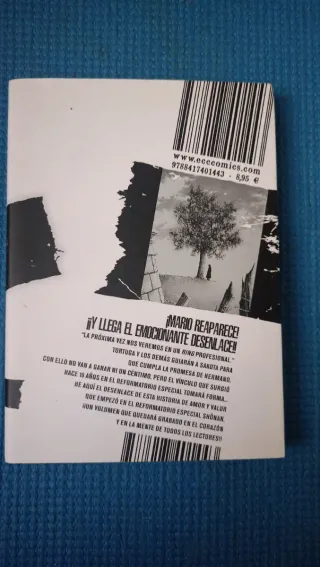 www.ecccomics.com
9788417401443 - 8,95 €
¡MARIO REAPARECE!
¡¡Y LLEGA EL EMOCIONANTE DESENLACE!!
"LA PRÓXIMA VEZ NOS VEREMOS EN UN RING PROFESIONAL."
TORTUGA Y LOS DEMÁS GUIARÁN A SAKUTA PARA
QUE CUMPLA LA PROMESA DE HERMANO.
CON ELLO NO VAN A GANAR NI UN CÉNTIMO, PERO EL VÍNCULO QUE SURGIÓ
HACE 10 AÑOS EN EL REFORMATORIO ESPECIAL TOMARÁ FORMA...
HE AQUÍ EL DESENLACE DE ESTA HISTORIA DE AMOR Y VALOR
QUE EMPEZÓ EN EL REFORMATORIO ESPECIAL SHÔNAN.
¡UN VOLUMEN QUE QUEDARÁ GRABADO EN EL CORAZÓN
Y EN LA MENTE DE TODOS LOS LECTORES!!